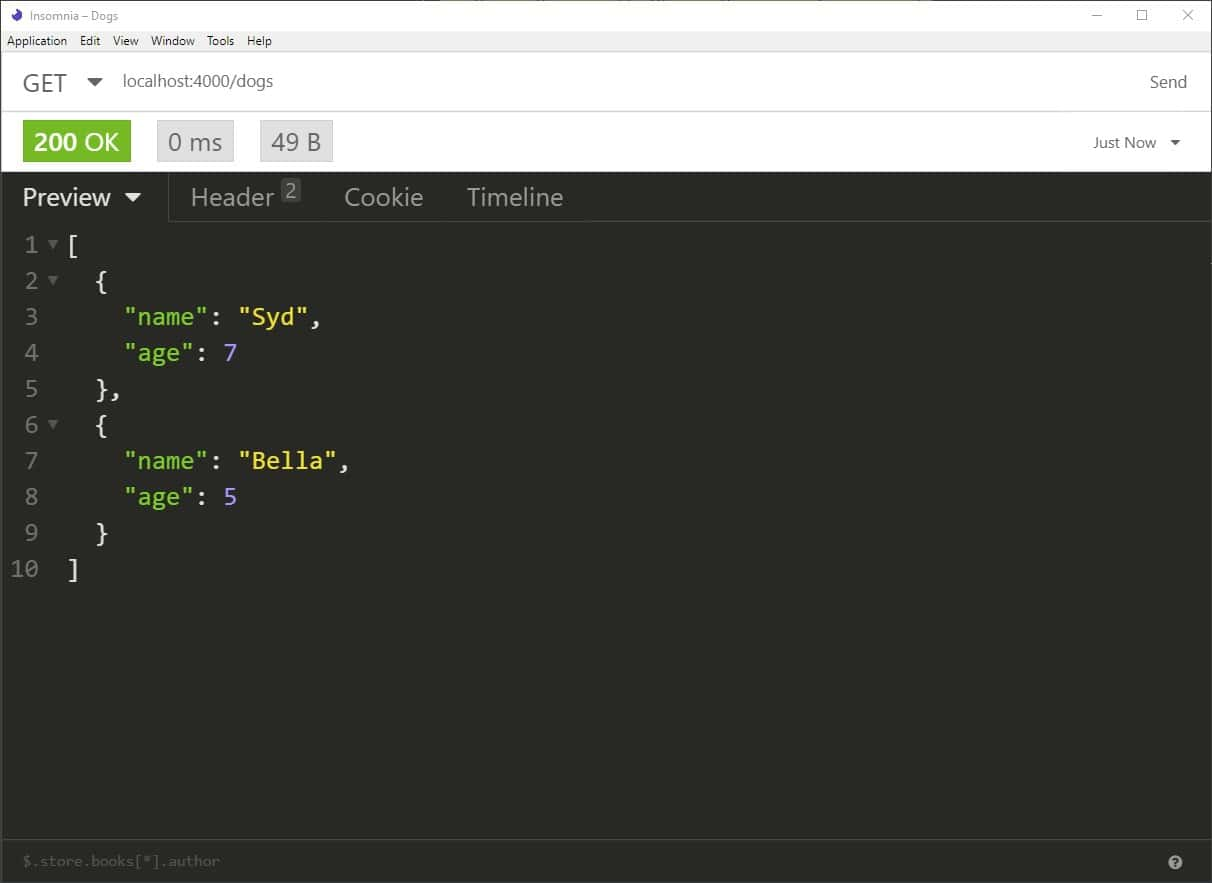 Insomnia – Dogs
Application Edit View Window Tools Help
GET localhost:4000/dogs Send
200 OK 0 ms 49 B Just Now
Preview Header 2 Cookie Timeline
1 [
2 {
3 "name": "Syd",
4 "age": 7
5 },
6 {
7 "name": "Bella",
8 "age": 5
9 }
10 ]
$.store.books[*].author ?